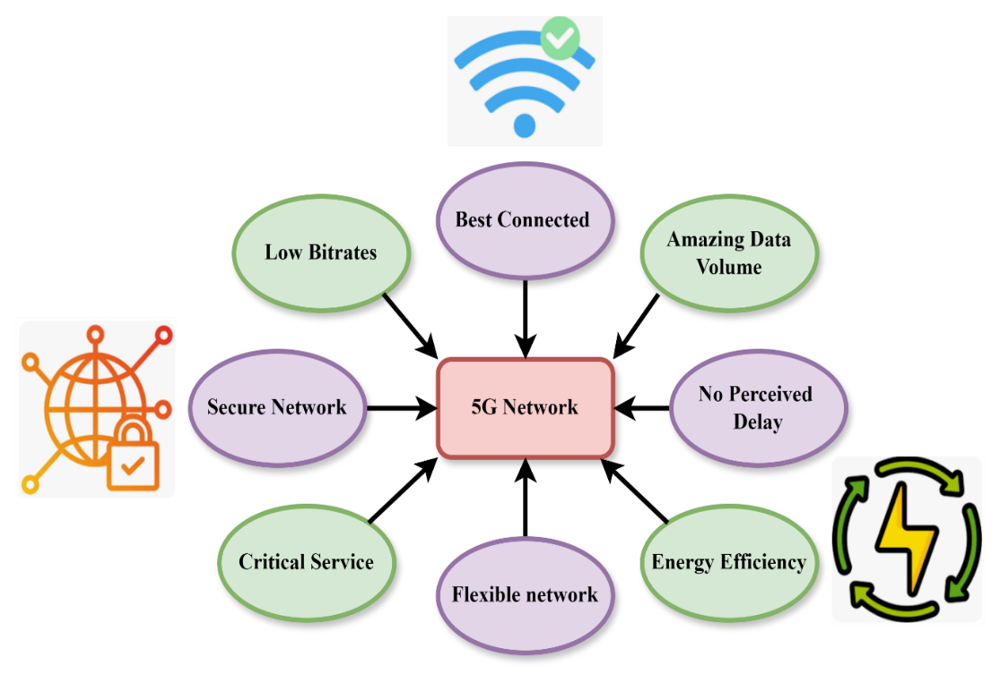 Best Connected
Low Bitrates
Amazing Data
Volume
Secure Network
5G Network
No Perceived
Delay
Critical Service
Flexible network
Energy Efficiency